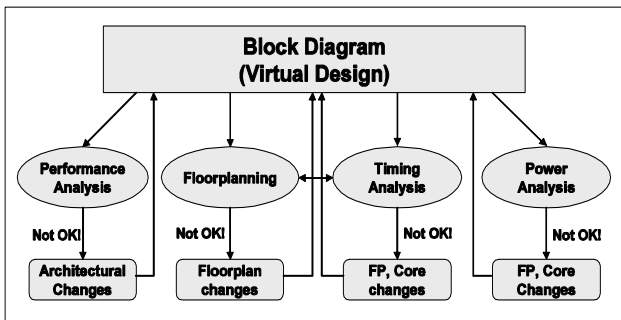 Block Diagram
(Virtual Design)
Performance
Analysis
Floorplanning
Timing
Analysis
Power
Analysis
Not OK!
Not OK!
Not OK!
Not OK!
Architectural
Changes
Floorplan
changes
FP, Core
changes
FP, Core
Changes